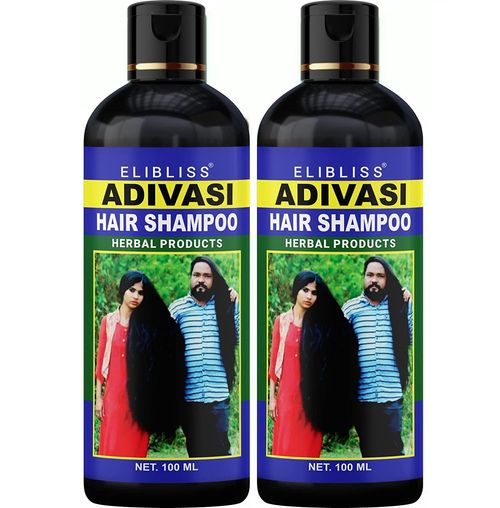 ELIBLISS®
ADIVASI
HAIR SHAMPOO
HERBAL PRODUCTS
NET. 100 ML
ELIBLISS®
ADIVASI
HAIR SHAMPOO
HERBAL PRODUCTS
NET. 100 ML